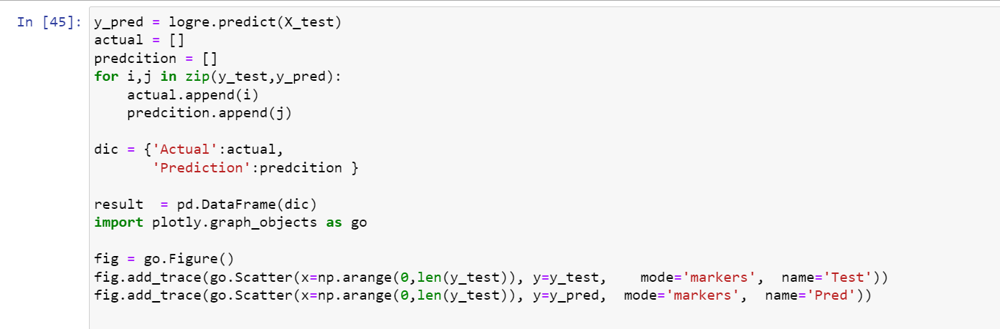 In [45]: y_pred = logre.predict(X_test)
actual = []
predcition = []
for i,j in zip(y_test,y_pred):
    actual.append(i)
    predcition.append(j)

dic = {'Actual':actual,
       'Prediction':predcition }

result  = pd.DataFrame(dic)
import plotly.graph_objects as go

fig = go.Figure()
fig.add_trace(go.Scatter(x=np.arange(0,len(y_test)), y=y_test,    mode='markers',  name='Test'))
fig.add_trace(go.Scatter(x=np.arange(0,len(y_test)), y=y_pred,  mode='markers',  name='Pred'))